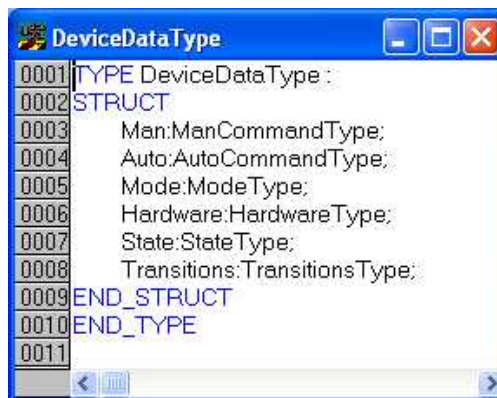 DeviceDataType
0001 TYPE DeviceDataType :
0002 STRUCT
0003 Man:ManCommandType;
0004 Auto:AutoCommandType;
0005 Mode:ModeType;
0006 Hardware:HardwareType;
0007 State:StateType;
0008 Transitions:TransitionsType;
0009 END_STRUCT
0010 END_TYPE
0011